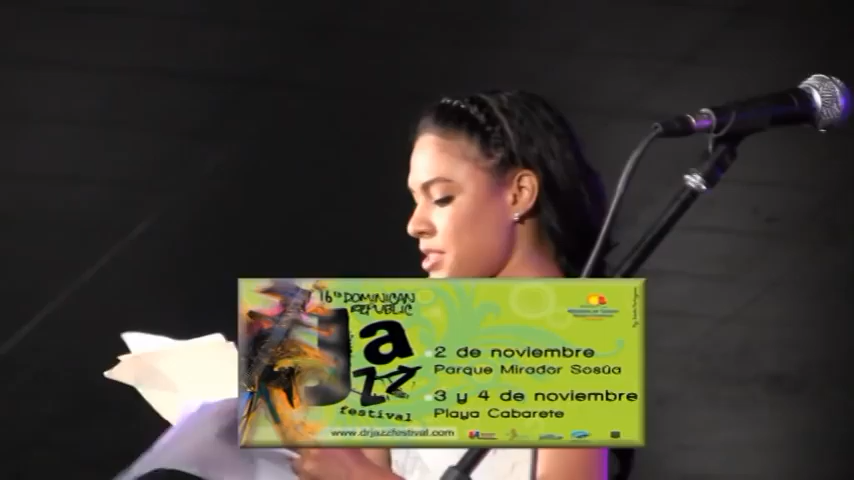 16th DOMINICAN
REPUBLIC
Jazz
festival
2 de noviembre
Parque Mirador Sosúa
3 y 4 de noviembre
Playa Cabarete
www.drjazzfestival.com